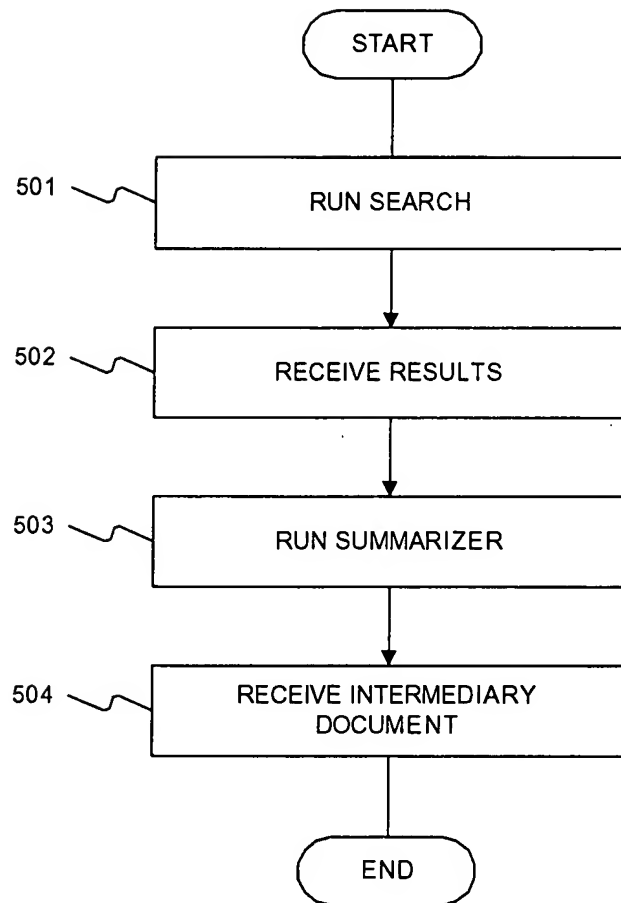 START
501
RUN SEARCH
502
RECEIVE RESULTS
503
RUN SUMMARIZER
504
RECEIVE INTERMEDIARY
DOCUMENT
END